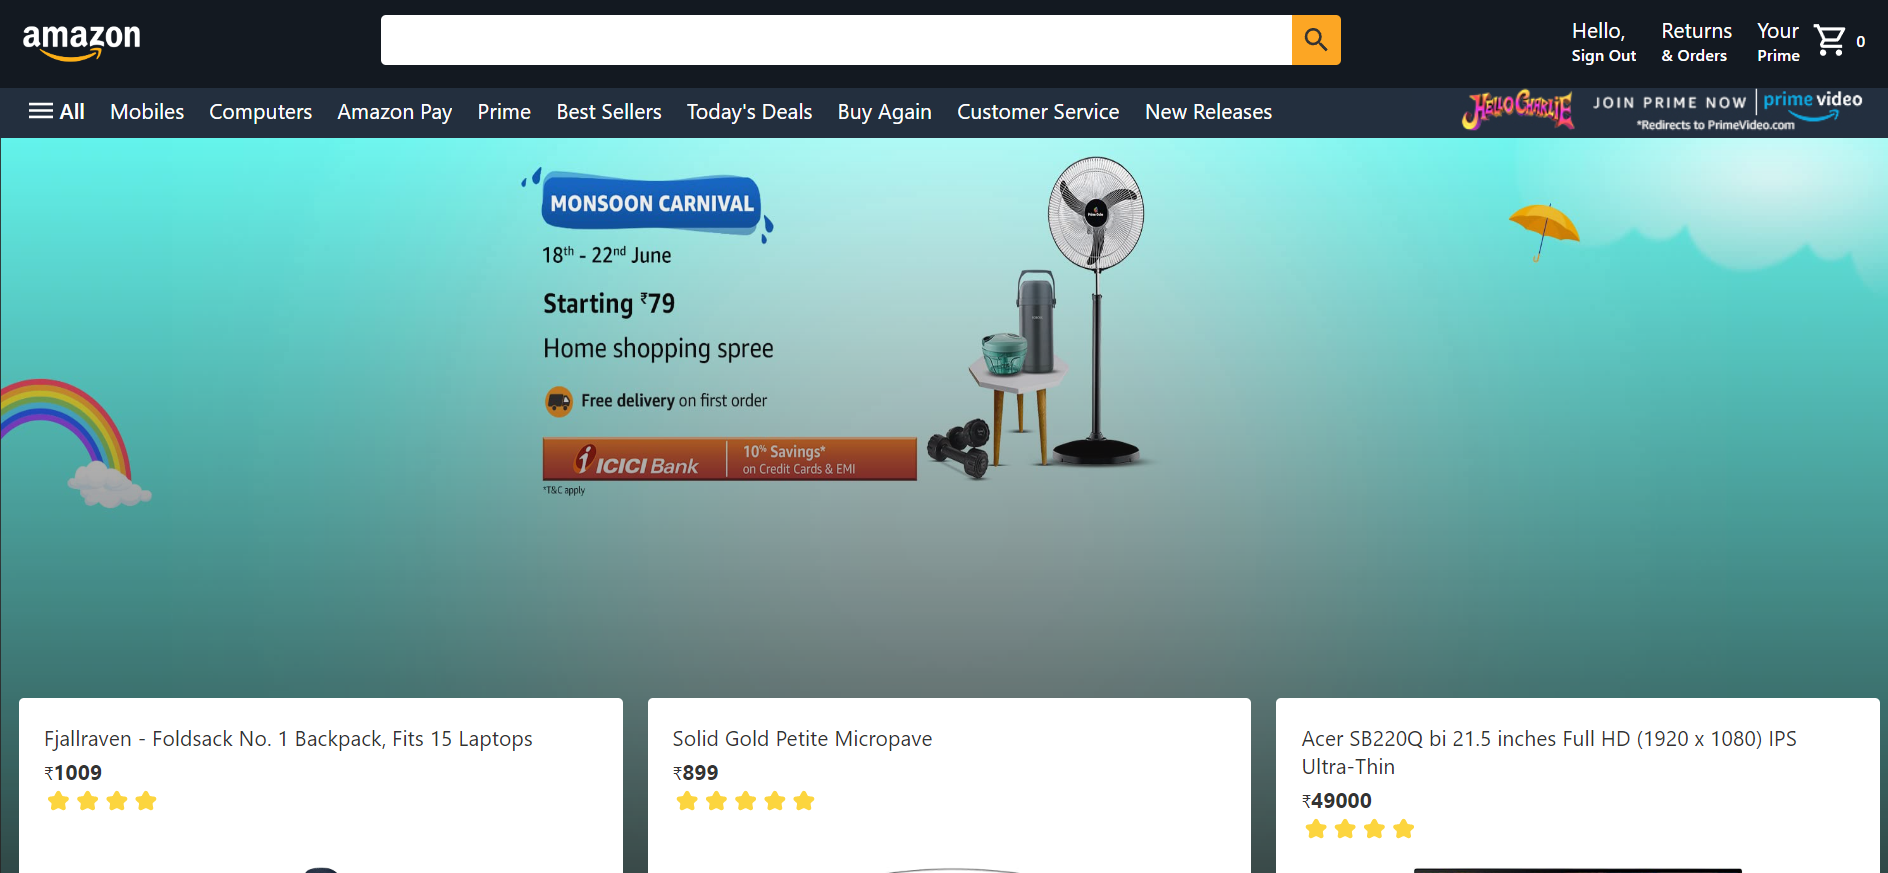 amazon
Hello,
Sign Out
Returns
& Orders
Your
Prime
0
All Mobiles Computers Amazon Pay Prime Best Sellers Today's Deals Buy Again Customer Service New Releases
HELLO CHARLIE
JOIN PRIME NOW
prime video
*Redirects to PrimeVideo.com
MONSOON CARNIVAL
18th - 22nd June
Starting ₹79
Home shopping spree
Free delivery on first order
ICICI Bank
10% Savings*
on Credit Cards & EMI
*T&C apply
Fjallraven - Foldsack No. 1 Backpack, Fits 15 Laptops
₹1009
Solid Gold Petite Micropave
₹899
Acer SB220Q bi 21.5 inches Full HD (1920 x 1080) IPS
Ultra-Thin
₹49000